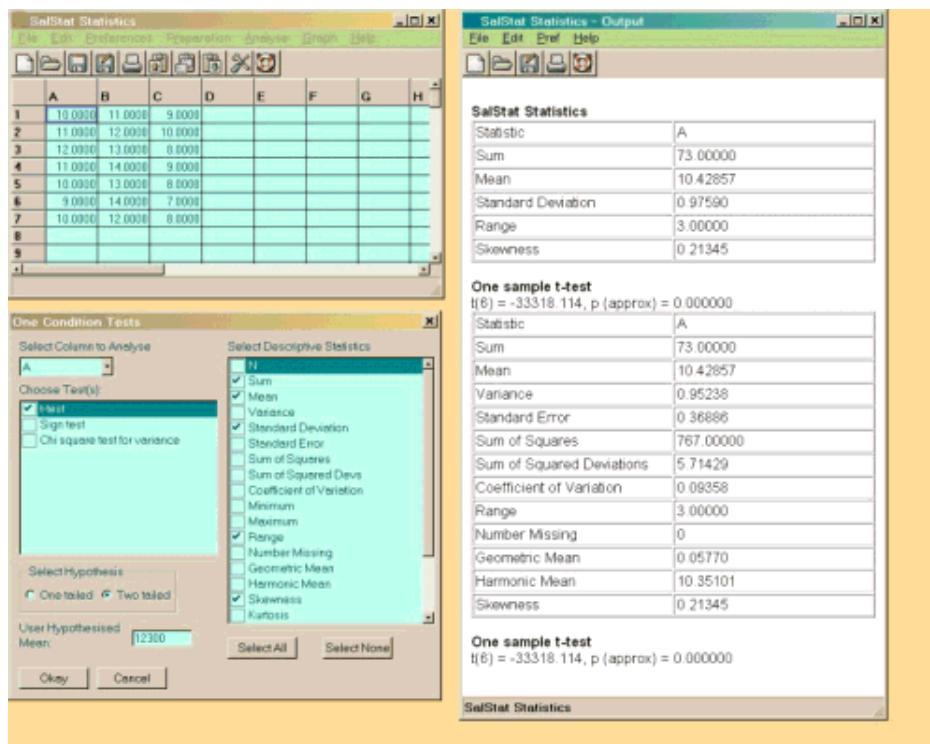 SalStat Statistics
File Edit Preferences Preparation Analyse Graph Help
A B C D E F G H
1 10.0000 11.0000 9.0000
2 11.0000 12.0000 10.0000
3 12.0000 13.0000 8.0000
4 11.0000 14.0000 9.0000
5 10.0000 13.0000 8.0000
6 9.0000 14.0000 7.0000
7 10.0000 12.0000 8.0000
8
9
One Condition Tests
Select Column to Analyse
A
Choose Test(s):
t-test
Sign test
Chi square test for variance
Select Hypothesis
One tailed Two tailed
User Hypothesised
Mean:
12300
Okay Cancel
Select Descriptive Statistics
N
Sum
Mean
Variance
Standard Deviation
Standard Error
Sum of Squares
Sum of Squared Devs
Coefficient of Variation
Minimum
Maximum
Range
Number Missing
Geometric Mean
Harmonic Mean
Skewness
Kurtosis
Select All Select None
SalStat Statistics - Output
File Edit Pref Help
SalStat Statistics
Statistic A
Sum 73.00000
Mean 10.42857
Standard Deviation 0.97590
Range 3.00000
Skewness 0.21345
One sample t-test
t(6) = -33318.114, p (approx) = 0.000000
Statistic A
Sum 73.00000
Mean 10.42857
Variance 0.95238
Standard Error 0.36886
Sum of Squares 767.00000
Sum of Squared Deviations 5.71429
Coefficient of Variation 0.09358
Range 3.00000
Number Missing 0
Geometric Mean 0.05770
Harmonic Mean 10.35101
Skewness 0.21345
One sample t-test
t(6) = -33318.114, p (approx) = 0.000000
SalStat Statistics